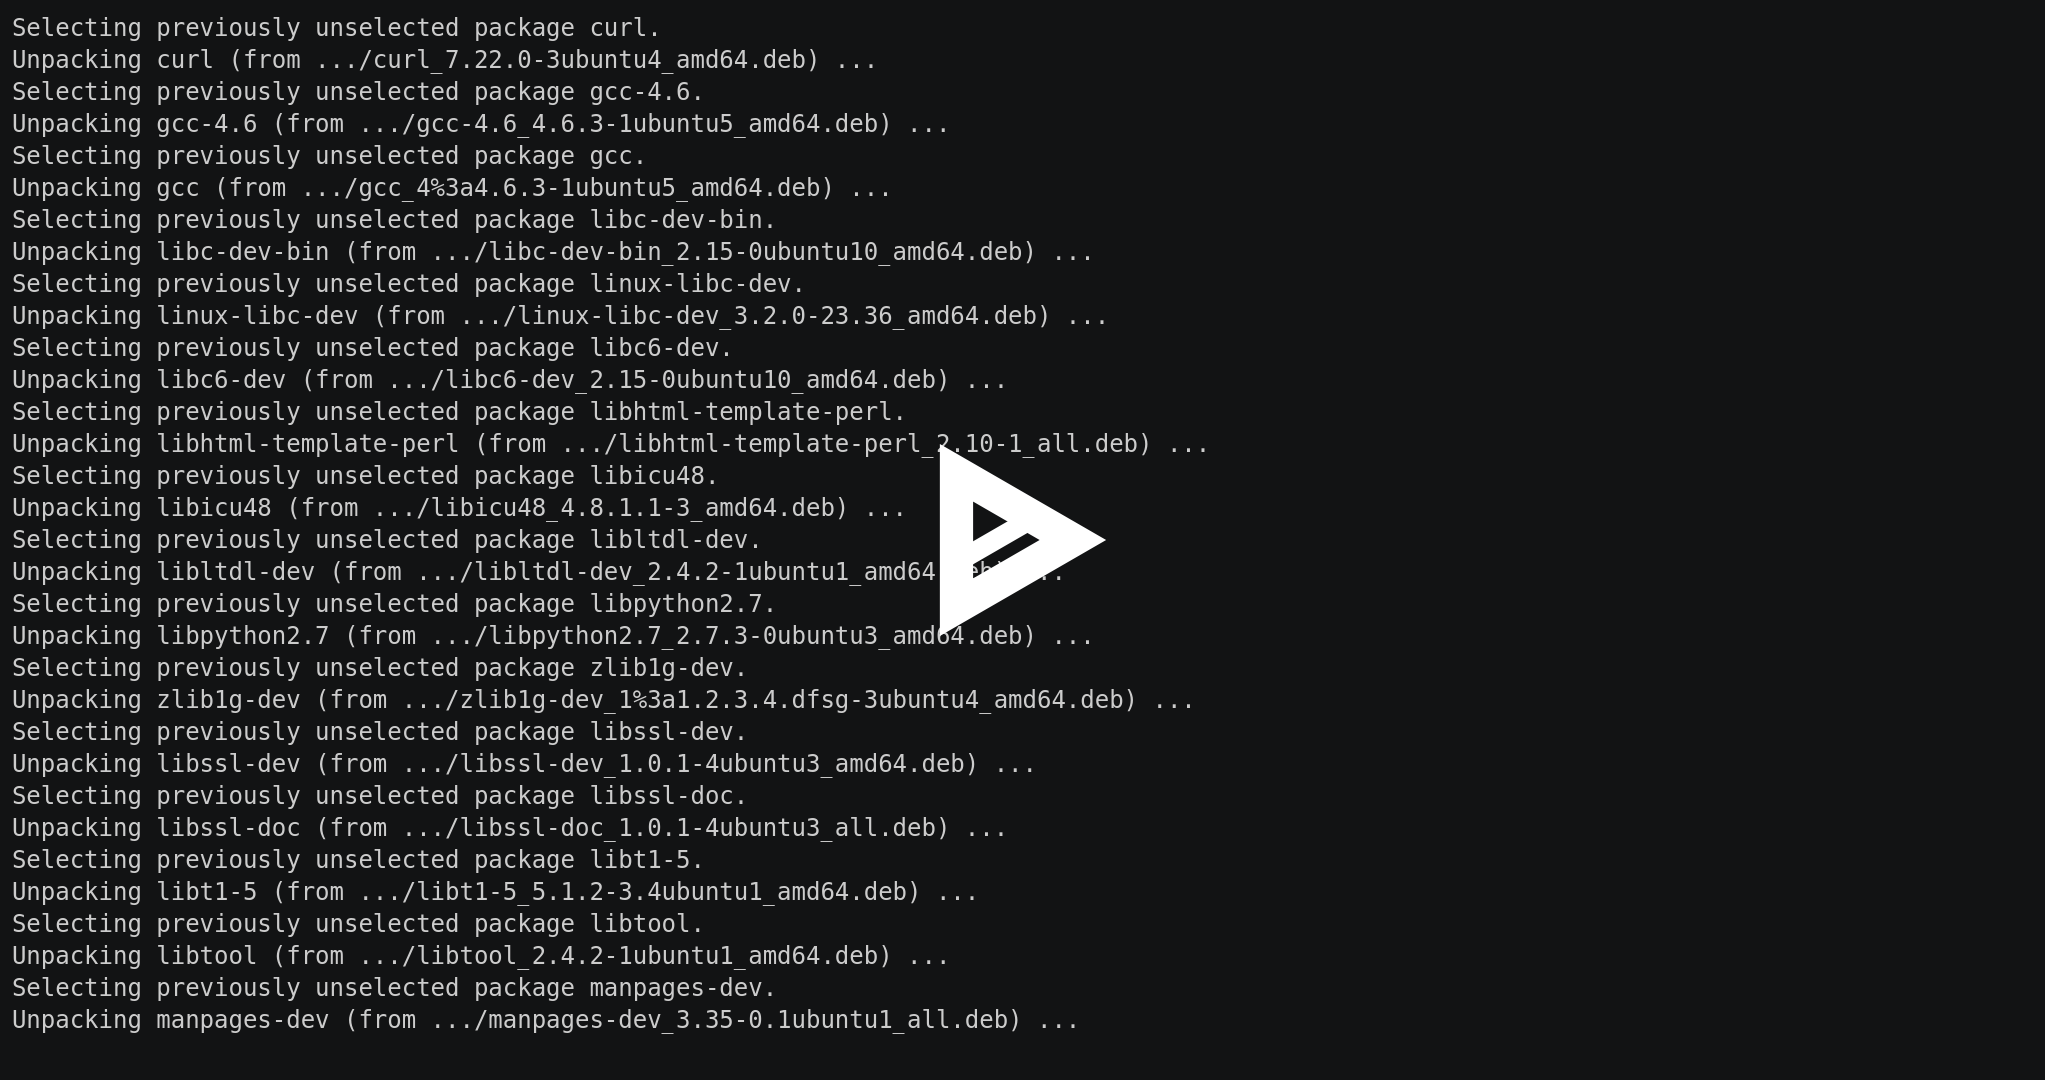 Selecting previously unselected package curl.
Unpacking curl (from .../curl_7.22.0-3ubuntu4_amd64.deb) ...
Selecting previously unselected package gcc-4.6.
Unpacking gcc-4.6 (from .../gcc-4.6_4.6.3-1ubuntu5_amd64.deb) ...
Selecting previously unselected package gcc.
Unpacking gcc (from .../gcc_4%3a4.6.3-1ubuntu5_amd64.deb) ...
Selecting previously unselected package libc-dev-bin.
Unpacking libc-dev-bin (from .../libc-dev-bin_2.15-0ubuntu10_amd64.deb) ...
Selecting previously unselected package linux-libc-dev.
Unpacking linux-libc-dev (from .../linux-libc-dev_3.2.0-23.36_amd64.deb) ...
Selecting previously unselected package libc6-dev.
Unpacking libc6-dev (from .../libc6-dev_2.15-0ubuntu10_amd64.deb) ...
Selecting previously unselected package libhtml-template-perl.
Unpacking libhtml-template-perl (from .../libhtml-template-perl_2.10-1_all.deb) ...
Selecting previously unselected package libicu48.
Unpacking libicu48 (from .../libicu48_4.8.1.1-3_amd64.deb) ...
Selecting previously unselected package libltdl-dev.
Unpacking libltdl-dev (from .../libltdl-dev_2.4.2-1ubuntu1_amd64
Selecting previously unselected package libpython2.7.
Unpacking libpython2.7 (from .../libpython2.7_2.7.3-0ubuntu3_amd64.deb) ...
Selecting previously unselected package zlib1g-dev.
Unpacking zlib1g-dev (from .../zlib1g-dev_1%3a1.2.3.4.dfsg-3ubuntu4_amd64.deb) ...
Selecting previously unselected package libssl-dev.
Unpacking libssl-dev (from .../libssl-dev_1.0.1-4ubuntu3_amd64.deb) ...
Selecting previously unselected package libssl-doc.
Unpacking libssl-doc (from .../libssl-doc_1.0.1-4ubuntu3_all.deb) ...
Selecting previously unselected package libt1-5.
Unpacking libt1-5 (from .../libt1-5_5.1.2-3.4ubuntu1_amd64.deb) ...
Selecting previously unselected package libtool.
Unpacking libtool (from .../libtool_2.4.2-1ubuntu1_amd64.deb) ...
Selecting previously unselected package manpages-dev.
Unpacking manpages-dev (from .../manpages-dev_3.35-0.1ubuntu1_all.deb) ...